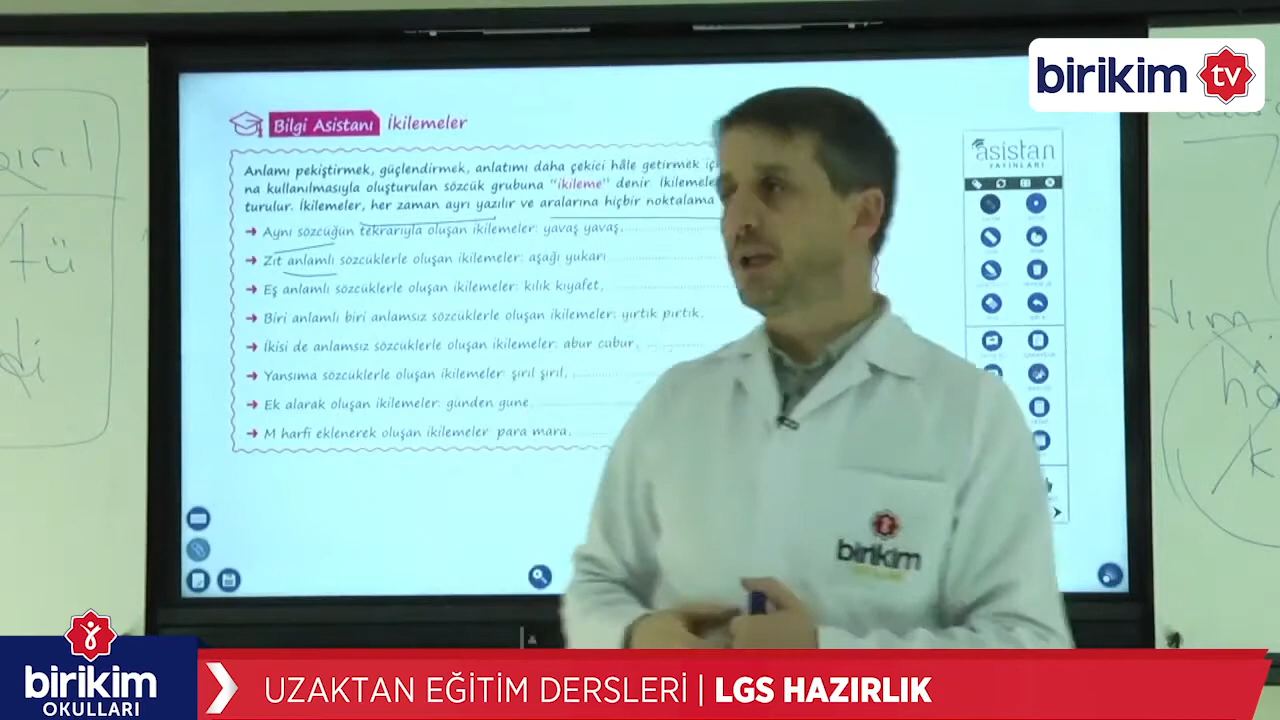 birikim tv
Bilgi Asistanı İkilemeler
asistan
YAYINLARI
Anlamı pekiştirmek, güçlendirmek, anlatımı daha çekici hâle getirmek içi
na kullanılmasıyla oluşturulan sözcük grubuna "ikileme" denir. İkilemele
turulur. İkilemeler, her zaman ayrı yazılır ve aralarına hiçbir noktalama
→ Aynı sözcüğün tekrarıyla oluşan ikilemeler: yavaş yavaş,
→ Zıt anlamlı sözcüklerle oluşan ikilemeler: aşağı yukarı
→ Eş anlamlı sözcüklerle oluşan ikilemeler: kılık kıyafet,
→ Biri anlamlı biri anlamsız sözcüklerle oluşan ikilemeler: yırtık pırtık,
→ İkisi de anlamsız sözcüklerle oluşan ikilemeler: abur cubur,
→ Yansıma sözcüklerle oluşan ikilemeler: şırıl şırıl,
→ Ek alarak oluşan ikilemeler: günden güne,
→ M harfi eklenerek oluşan ikilemeler: para mara,
tü
di
hâ
k
birikim
birikim
OKULLARI
UZAKTAN EĞİTİM DERSLERİ | LGS HAZIRLIK